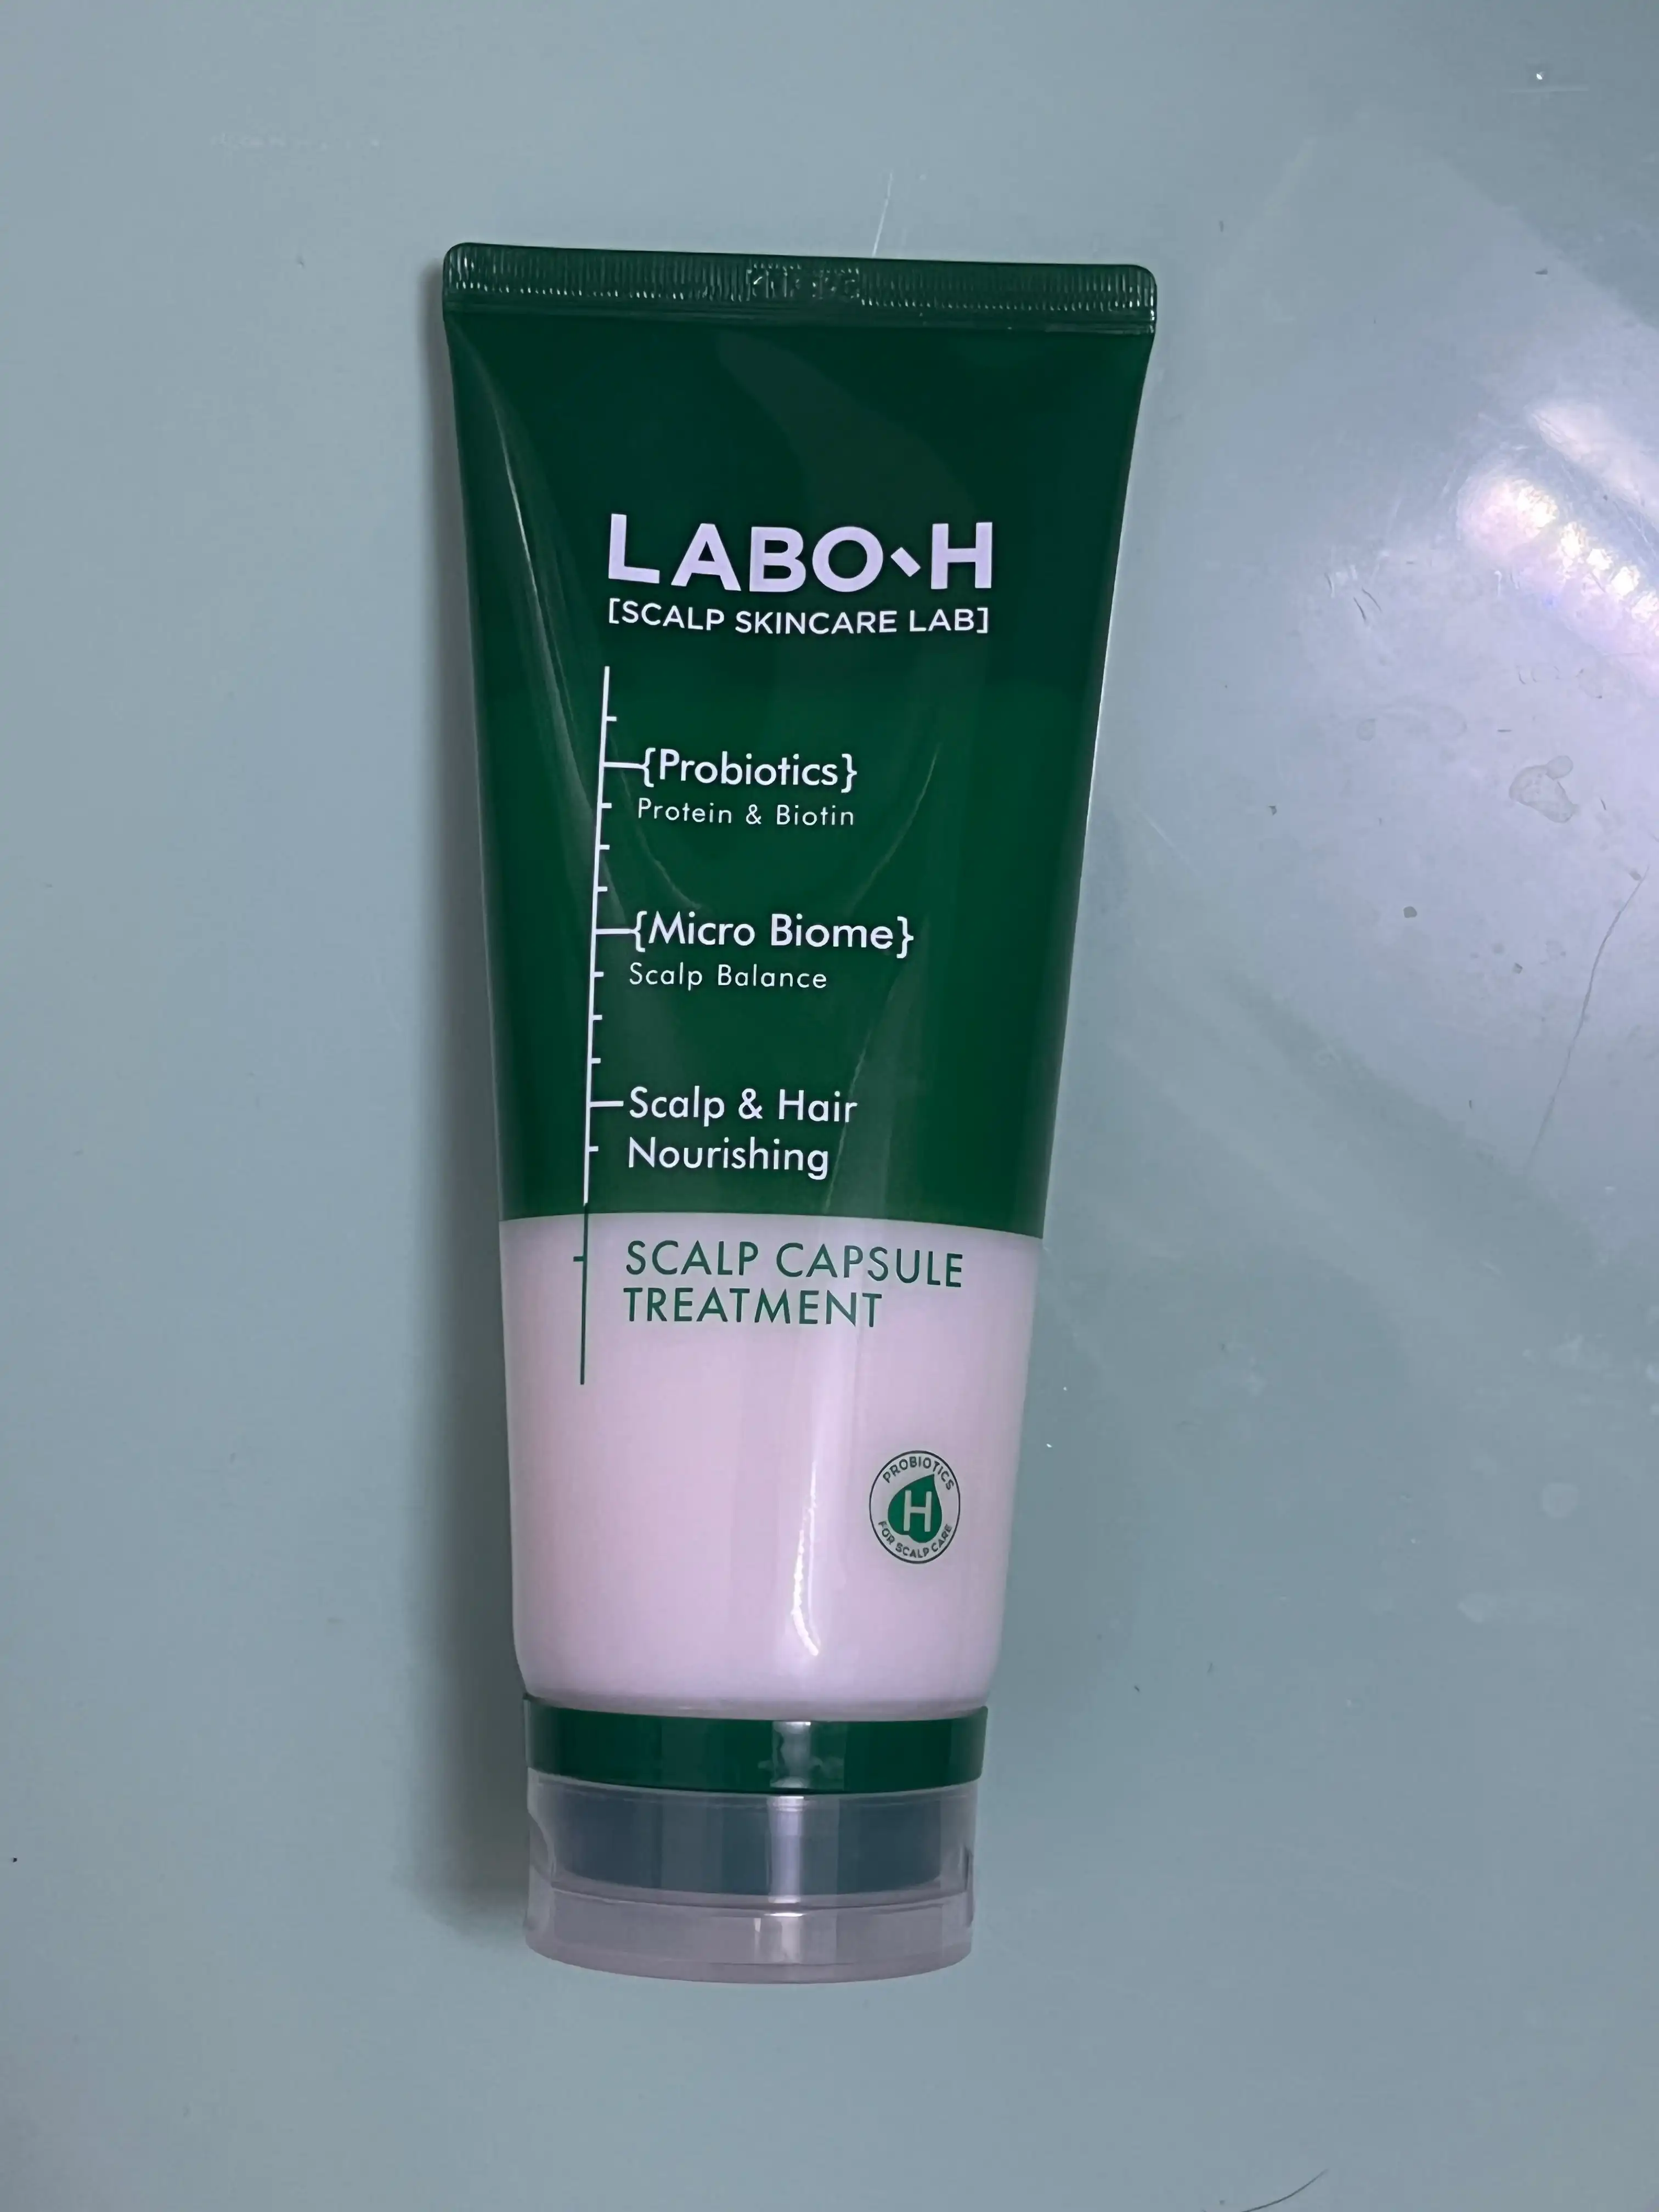 LABO-H
[SCALP SKINCARE LAB]
{Probiotics}
Protein & Biotin
{Micro Biome}
Scalp Balance
Scalp & Hair
Nourishing
SCALP CAPSULE
TREATMENT
PROBIOTICS
H
FOR SCALP CARE